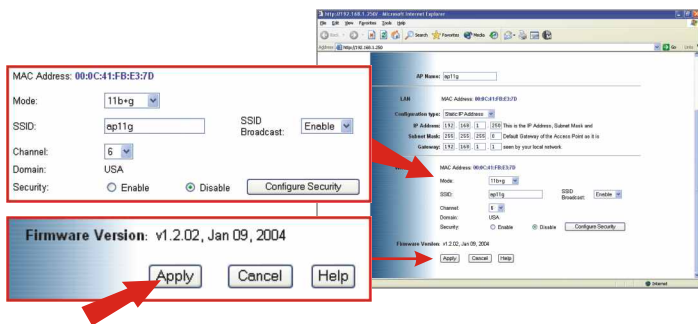 MAC Address: 00:0C:41:FB:E3:7D
Mode: 11b+g
SSID: ap11g SSID Broadcast: Enable
Channel: 6
Domain: USA
Security: Enable Disable Configure Security
Firmware Version: v1.2.02, Jan 09, 2004
Apply Cancel Help
http://192.168.1.250/ - Microsoft Internet Explorer
File Edit View Favorites Tools Help
Back Search Favorites Media
Address http://192.168.1.250 Go Links
AP Name: ap11g
LAN MAC Address: 00:0C:41:FB:E3:7D
Configuration type: Static IP Address
IP Address: 192 168 1 250 This is the IP Address, Subnet Mask and
Subnet Mask: 255 255 255 0 Default Gateway of the Access Point as it is
Gateway: 192 168 1 1 seen by your local network
MAC Address: 00:0C:41:FB:E3:7D
Mode: 11b+g
SSID: ap11g SSID Broadcast: Enable
Channel: 6
Domain: USA
Security: Enable Disable Configure Security
Firmware Version: v1.2.02, Jan 09, 2004
Apply Cancel Help
Internet